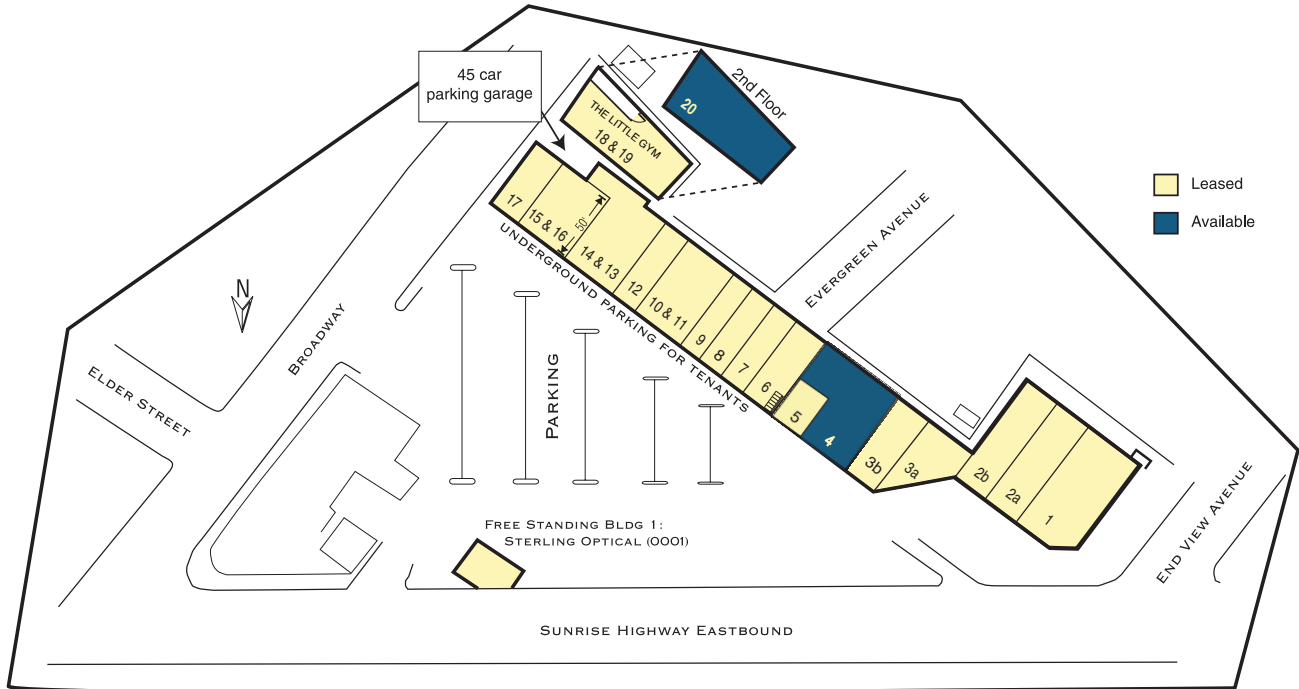 45 car
parking garage
2nd Floor
20
THE LITTLE GYM
18 & 19
Leased
Available
17
15 & 16
50'
14 & 13
12
10 & 11
9
8
7
6
5
4
3b
3a
2b
2a
1
UNDERGROUND PARKING FOR TENANTS
EVERGREEN AVENUE
N
BROADWAY
ELDER STREET
PARKING
END VIEW AVENUE
FREE STANDING BLDG 1:
STERLING OPTICAL (0001)
SUNRISE HIGHWAY EASTBOUND